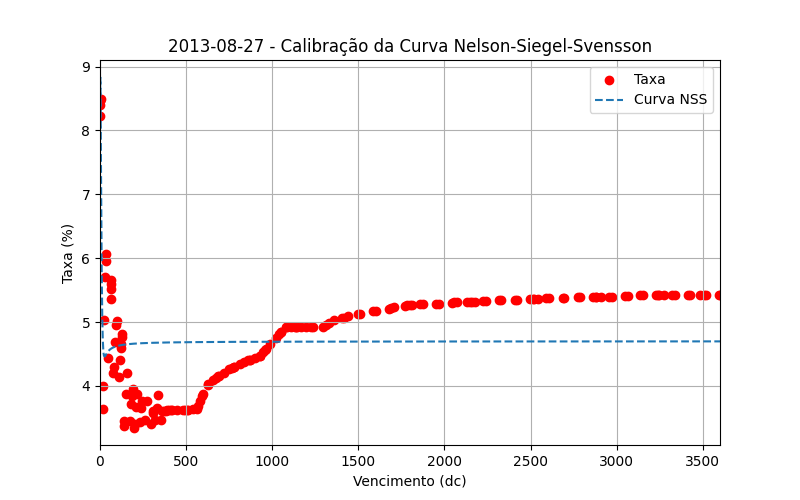 2013-08-27 - Calibração da Curva Nelson-Siegel-Svensson
Taxa
Curva NSS
Taxa (%)
9
8
7
6
5
4
0 500 1000 1500 2000 2500 3000 3500
Vencimento (dc)